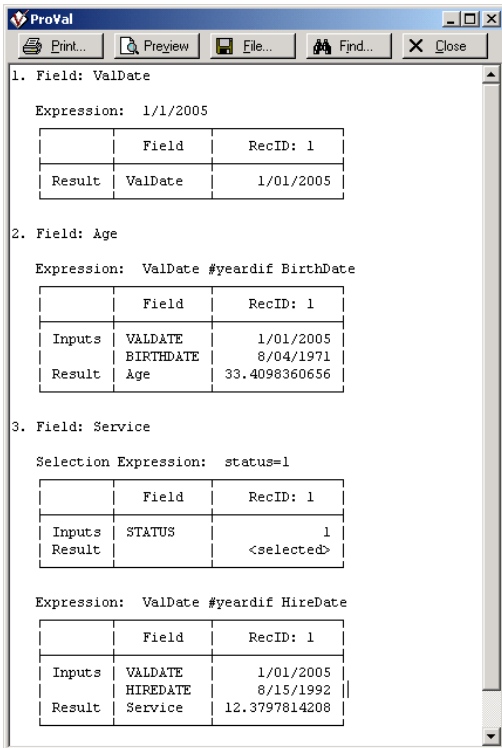 ProVal
Print... Preview File... Find... Close
1. Field: ValDate
Expression: 1/1/2005
Field RecID: 1
Result ValDate 1/01/2005
2. Field: Age
Expression: ValDate #yeardif BirthDate
Field RecID: 1
Inputs VALDATE 1/01/2005
BIRTHDATE 8/04/1971
Result Age 33.4098360656
3. Field: Service
Selection Expression: status=1
Field RecID: 1
Inputs STATUS 1
Result <selected>
Expression: ValDate #yeardif HireDate
Field RecID: 1
Inputs VALDATE 1/01/2005
HIREDATE 8/15/1992
Result Service 12.3797814208